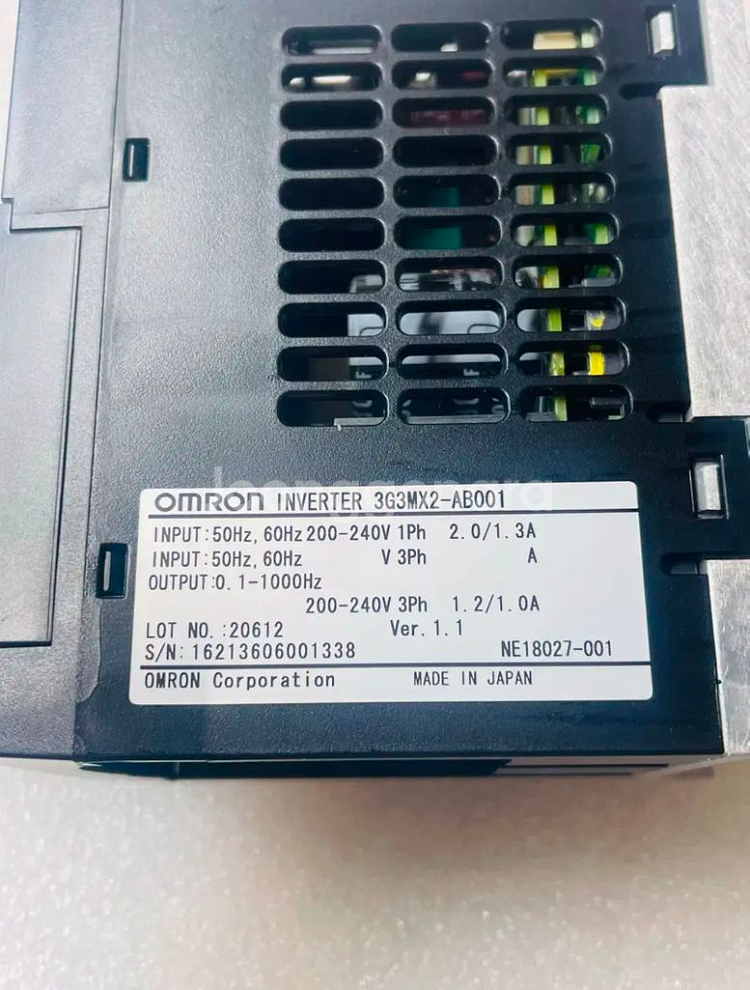 OMRON INVERTER 3G3MX2-AB001
INPUT:50Hz, 60Hz 200-240V 1Ph 2.0/1.3A
INPUT:50Hz, 60Hz V 3Ph A
OUTPUT:0.1-1000Hz
200-240V 3Ph 1.2/1.0A
LOT NO.:20612 Ver.1.1
S/N:16213606001338 NE18027-001
OMRON Corporation MADE IN JAPAN